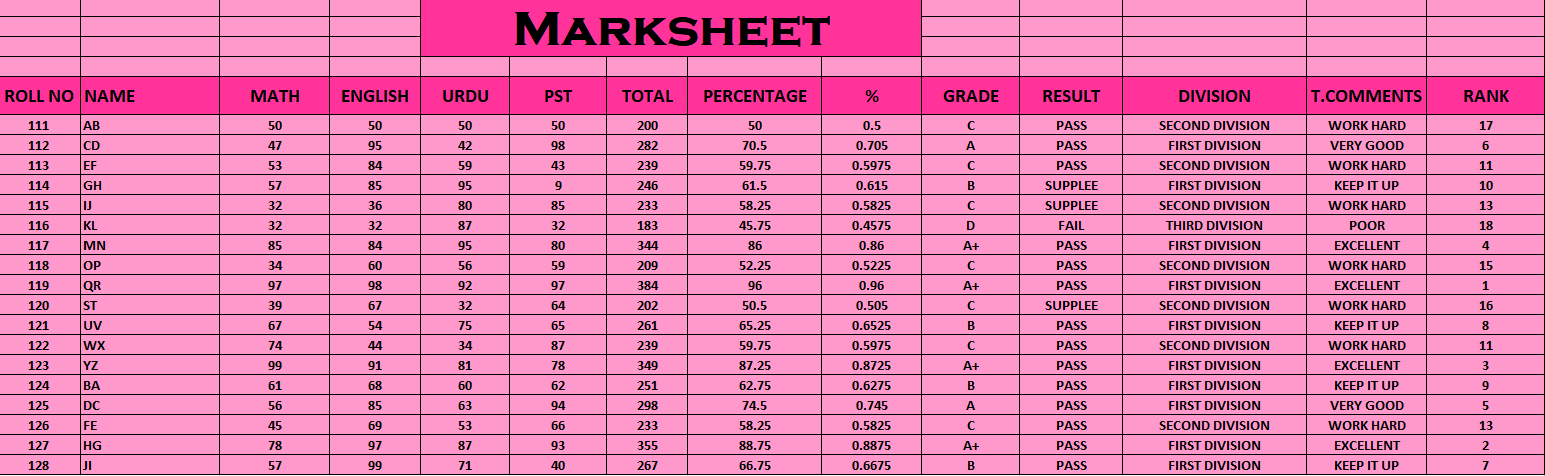 MARKSHEET
ROLL NO NAME MATH ENGLISH URDU PST TOTAL PERCENTAGE % GRADE RESULT DIVISION T.COMMENTS RANK
111 AB 50 50 50 50 200 50 0.5 C PASS SECOND DIVISION WORK HARD 17
112 CD 47 95 42 98 282 70.5 0.705 A PASS FIRST DIVISION VERY GOOD 6
113 EF 53 84 59 43 239 59.75 0.5975 C PASS SECOND DIVISION WORK HARD 11
114 GH 57 85 95 9 246 61.5 0.615 B SUPPLEE FIRST DIVISION KEEP IT UP 10
115 IJ 32 36 80 85 233 58.25 0.5825 C SUPPLEE SECOND DIVISION WORK HARD 13
116 KL 32 32 87 32 183 45.75 0.4575 D FAIL THIRD DIVISION POOR 18
117 MN 85 84 95 80 344 86 0.86 A+ PASS FIRST DIVISION EXCELLENT 4
118 OP 34 60 56 59 209 52.25 0.5225 C PASS SECOND DIVISION WORK HARD 15
119 QR 97 98 92 97 384 96 0.96 A+ PASS FIRST DIVISION EXCELLENT 1
120 ST 39 67 32 64 202 50.5 0.505 C SUPPLEE SECOND DIVISION WORK HARD 16
121 UV 67 54 75 65 261 65.25 0.6525 B PASS FIRST DIVISION KEEP IT UP 8
122 WX 74 44 34 87 239 59.75 0.5975 C PASS SECOND DIVISION WORK HARD 11
123 YZ 99 91 81 78 349 87.25 0.8725 A+ PASS FIRST DIVISION EXCELLENT 3
124 BA 61 68 60 62 251 62.75 0.6275 B PASS FIRST DIVISION KEEP IT UP 9
125 DC 56 85 63 94 298 74.5 0.745 A PASS FIRST DIVISION VERY GOOD 5
126 FE 45 69 53 66 233 58.25 0.5825 C PASS SECOND DIVISION WORK HARD 13
127 HG 78 97 87 93 355 88.75 0.8875 A+ PASS FIRST DIVISION EXCELLENT 2
128 JI 57 99 71 40 267 66.75 0.6675 B PASS FIRST DIVISION KEEP IT UP 7